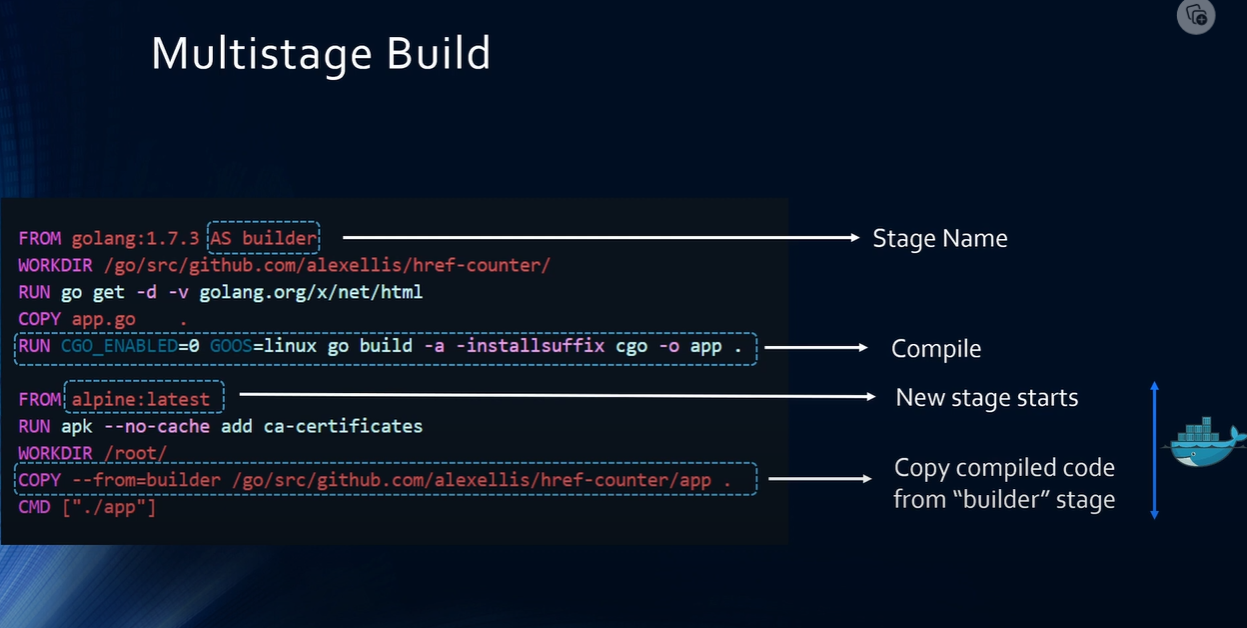 Multistage Build
FROM golang:1.7.3 AS builder
Stage Name
WORKDIR /go/src/github.com/alexellis/href-counter/
RUN go get -d -v golang.org/x/net/html
COPY app.go    .
RUN CGO_ENABLED=0 GOOS=linux go build -a -installsuffix cgo -o app .
Compile
FROM alpine:latest
New stage starts
RUN apk --no-cache add ca-certificates
WORKDIR /root/
COPY --from=builder /go/src/github.com/alexellis/href-counter/app .
Copy compiled code
from “builder” stage
CMD ["./app"]